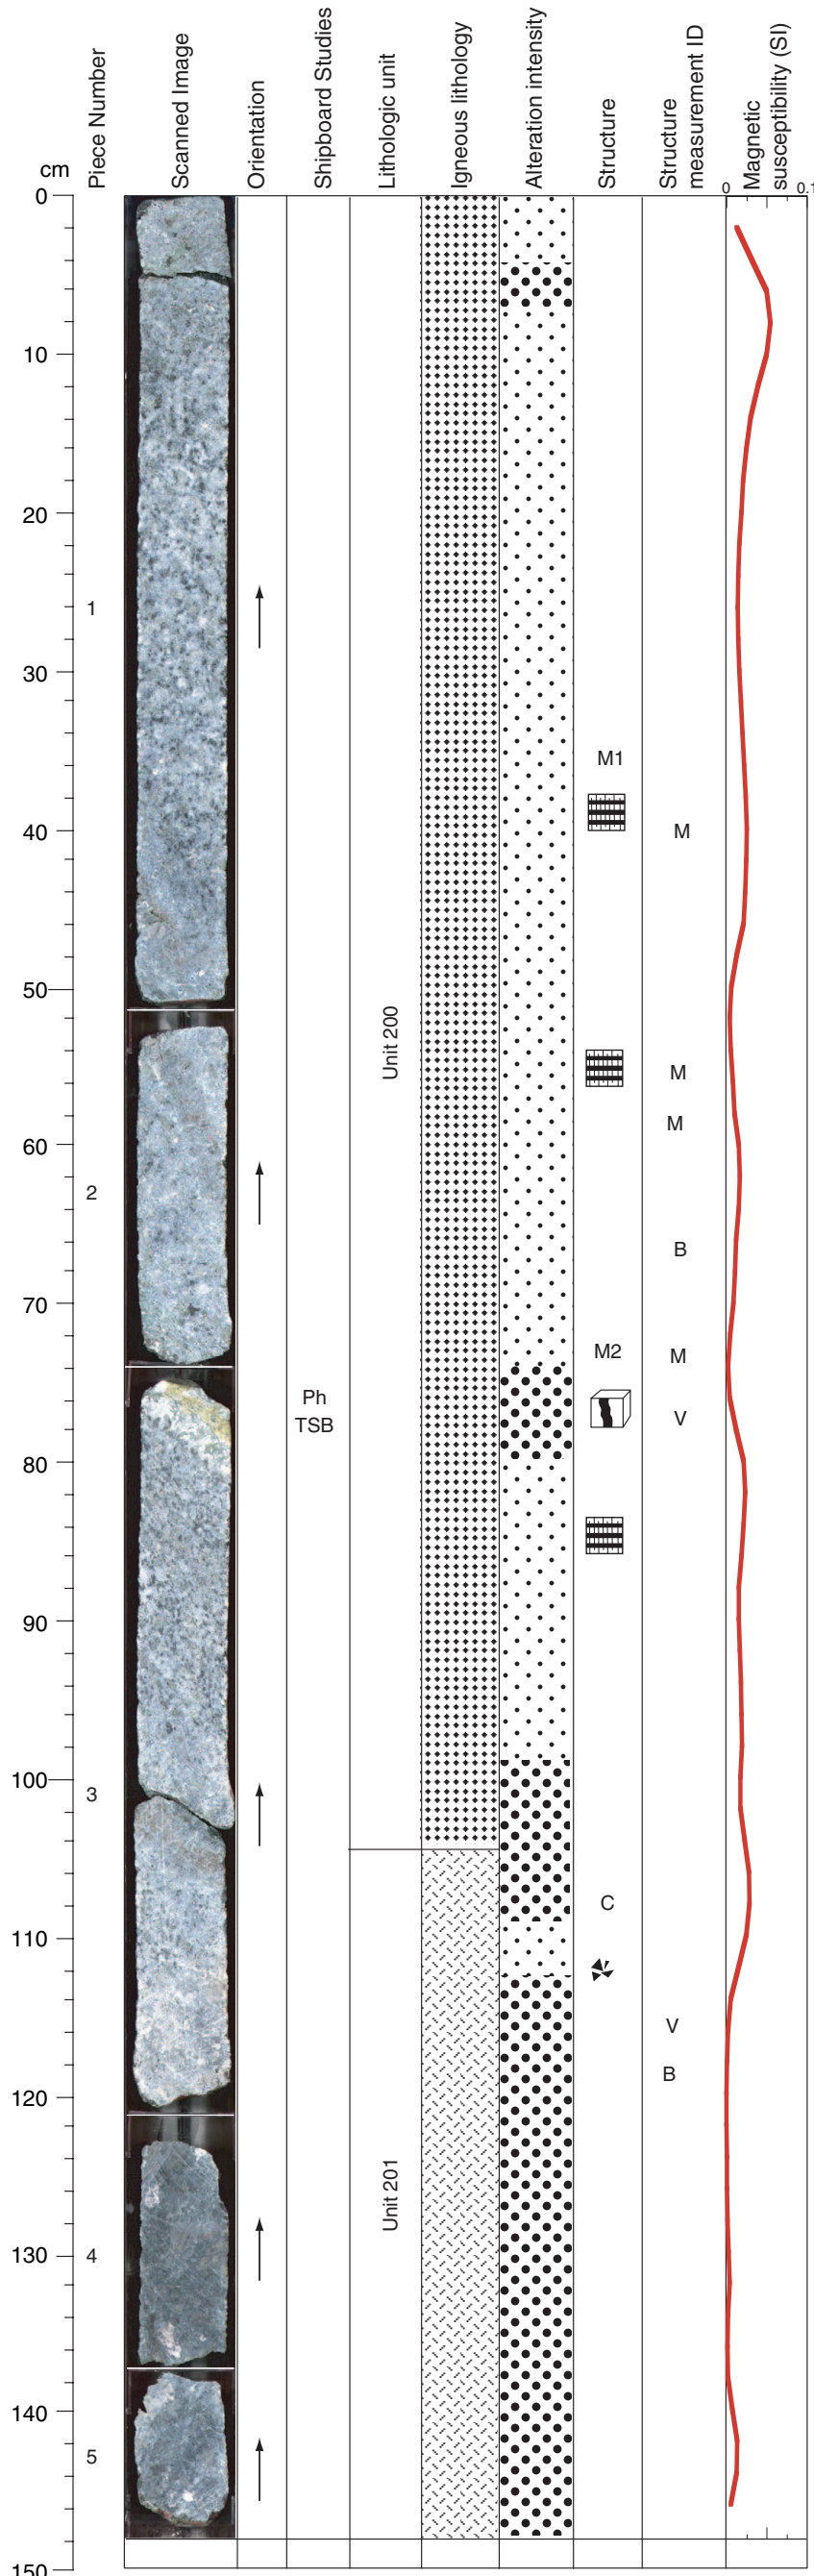 cm
Piece Number
Scanned Image
Orientation
Shipboard Studies
Lithologic unit
Igneous lithology
Alteration intensity
Structure
Structure
measurement ID
Magnetic
susceptibility (SI)
0 0.1
0
10
20
1
30
M1
40 M
50
Unit 200
M
M
60
2
B
70
M2 M
Ph
TSB
V
80
90
100
3
C
110
V
B
120
Unit 201
130 4
140
5
150